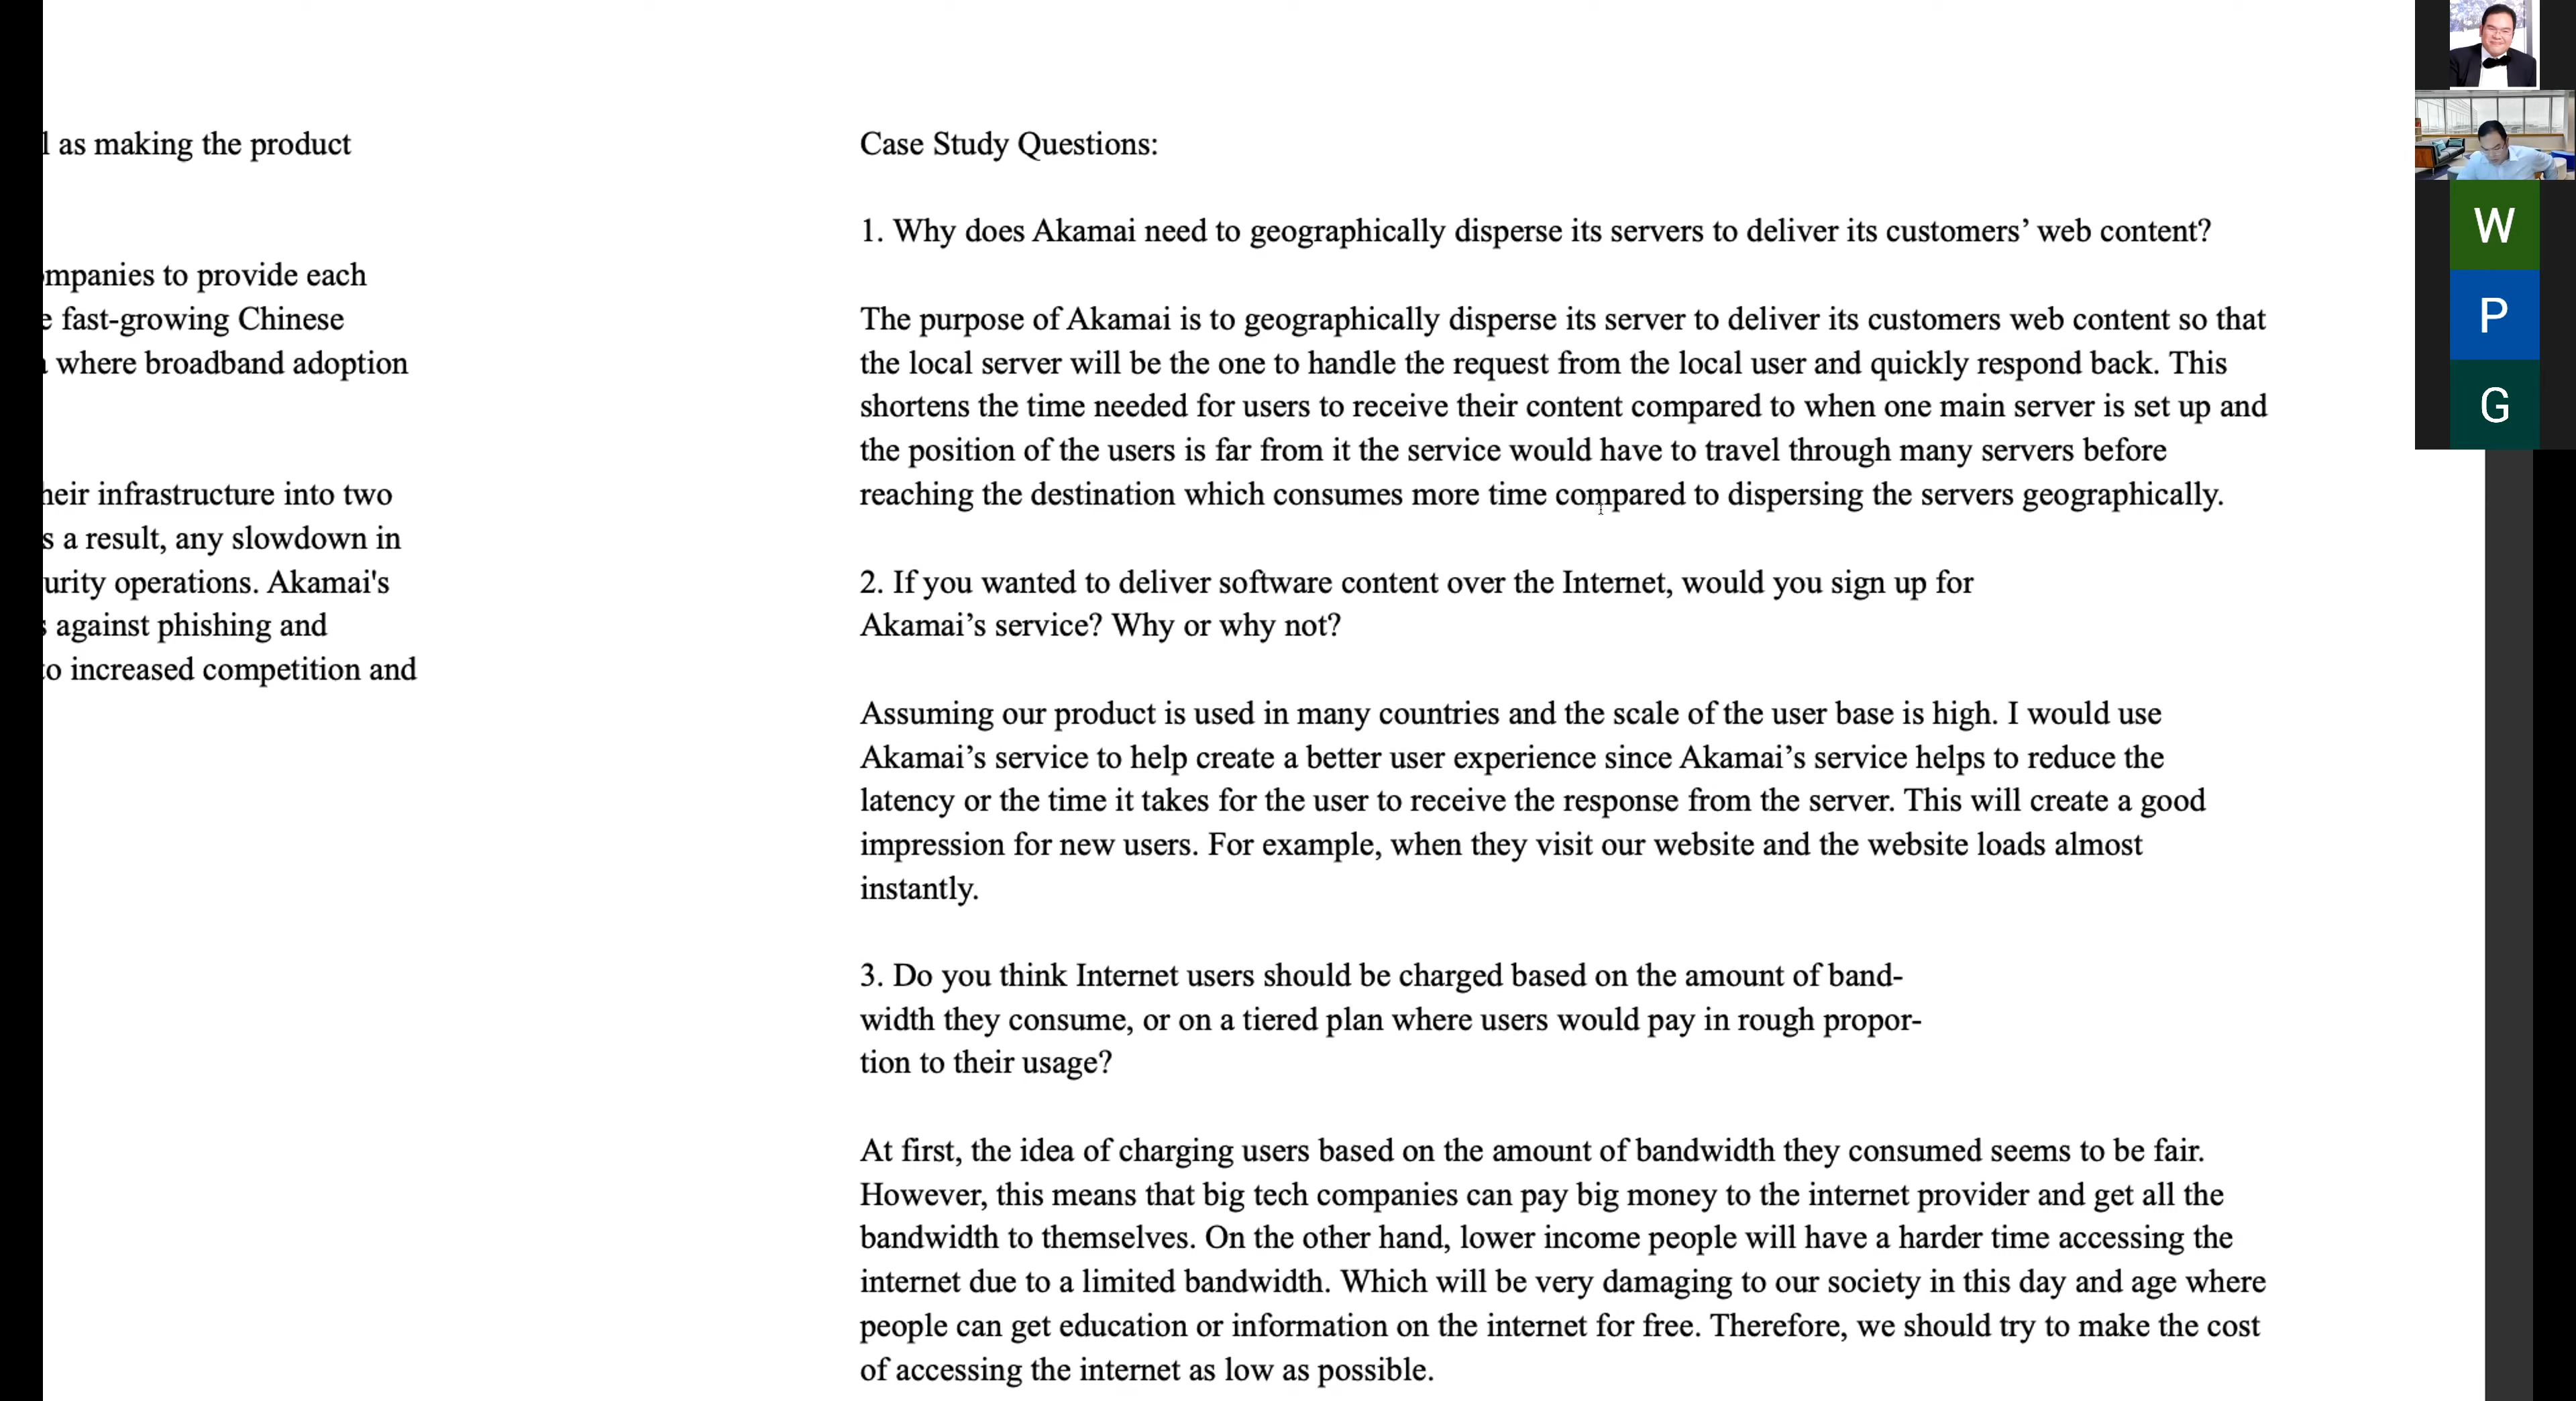 l as making the product
ompanies to provide each
e fast-growing Chinese
where broadband adoption
heir infrastructure into two
s a result, any slowdown in
urity operations. Akamai's
s against phishing and
to increased competition and
Case Study Questions:
1. Why does Akamai need to geographically disperse its servers to deliver its customers’ web content?
The purpose of Akamai is to geographically disperse its server to deliver its customers web content so that
the local server will be the one to handle the request from the local user and quickly respond back. This
shortens the time needed for users to receive their content compared to when one main server is set up and
the position of the users is far from it the service would have to travel through many servers before
reaching the destination which consumes more time compared to dispersing the servers geographically.
2. If you wanted to deliver software content over the Internet, would you sign up for
Akamai’s service? Why or why not?
Assuming our product is used in many countries and the scale of the user base is high. I would use
Akamai’s service to help create a better user experience since Akamai’s service helps to reduce the
latency or the time it takes for the user to receive the response from the server. This will create a good
impression for new users. For example, when they visit our website and the website loads almost
instantly.
3. Do you think Internet users should be charged based on the amount of band-
width they consume, or on a tiered plan where users would pay in rough propor-
tion to their usage?
At first, the idea of charging users based on the amount of bandwidth they consumed seems to be fair.
However, this means that big tech companies can pay big money to the internet provider and get all the
bandwidth to themselves. On the other hand, lower income people will have a harder time accessing the
internet due to a limited bandwidth. Which will be very damaging to our society in this day and age where
people can get education or information on the internet for free. Therefore, we should try to make the cost
of accessing the internet as low as possible.
W
P
G